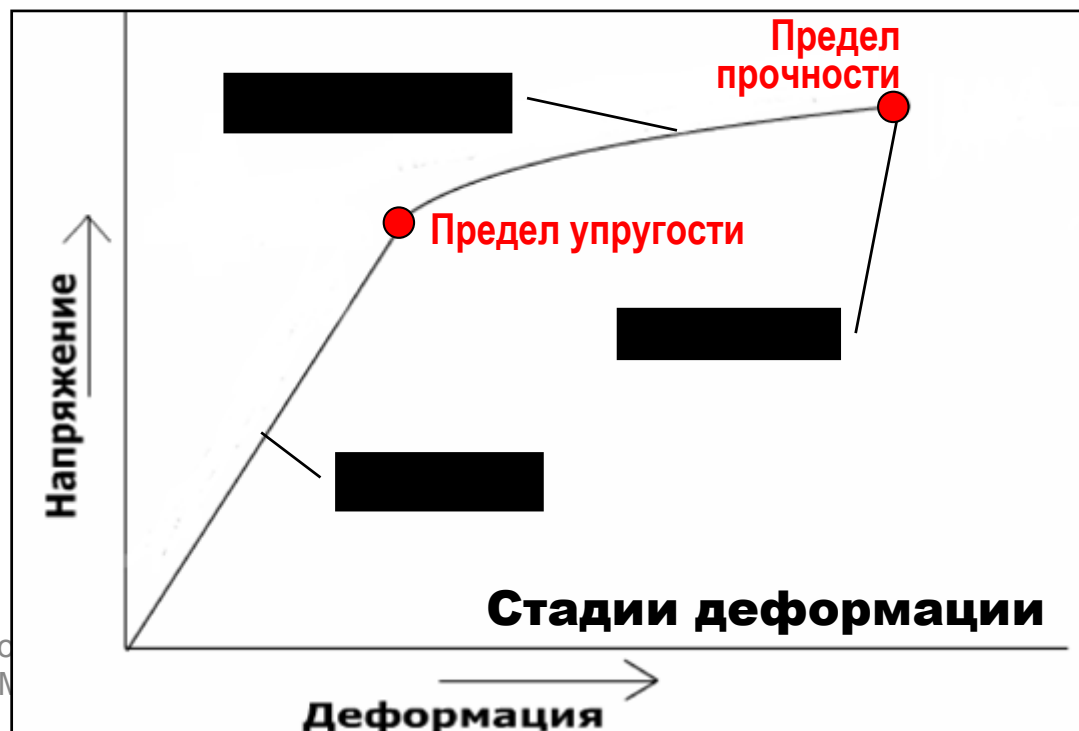 Предел
прочности
Предел упругости
Напряжение
Стадии деформации
Деформация